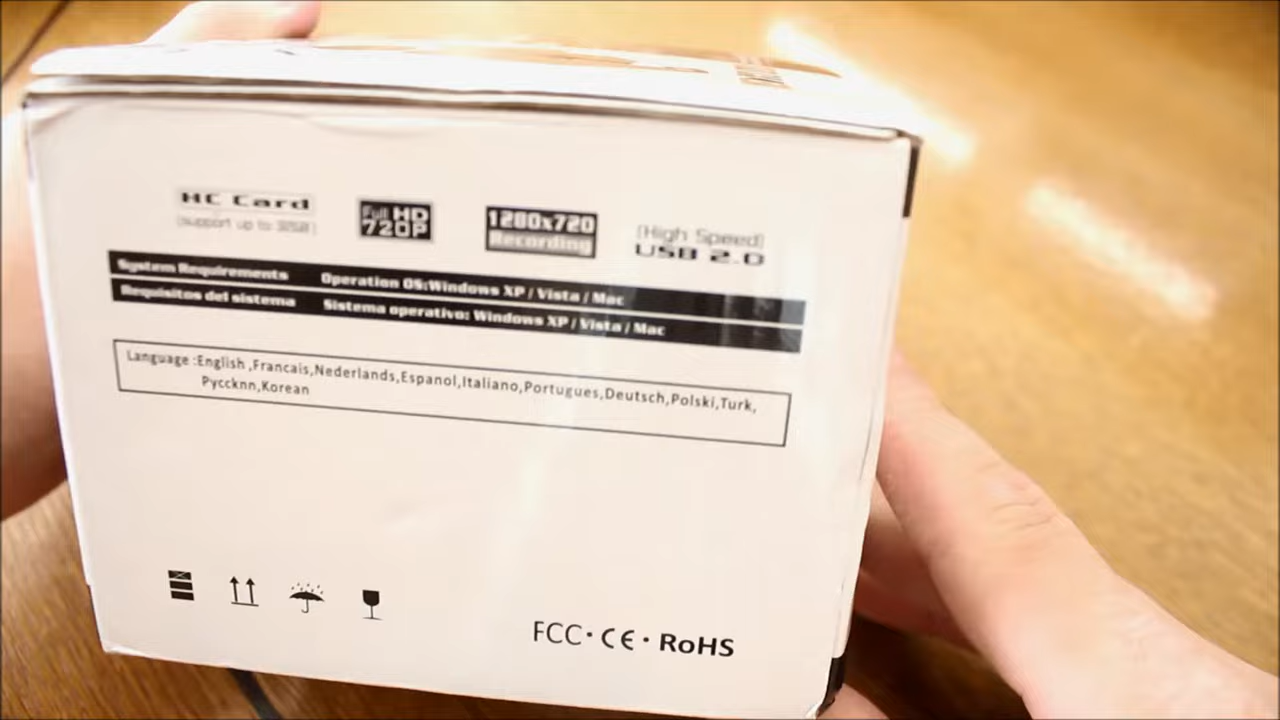 HC Card
(support up to 32GB)
Full HD
720P
1280x720
Recording
(High Speed)
USB 2.0
System Requirements Operation OS:Windows XP / Vista / Mac
Requisitos del sistema Sistema operativo: Windows XP / Vista / Mac
Language :English ,Francais,Nederlands,Espanol,Italiano,Portugues,Deutsch,Polski,Turk,
Pyccknn,Korean
FCC · CE · RoHS